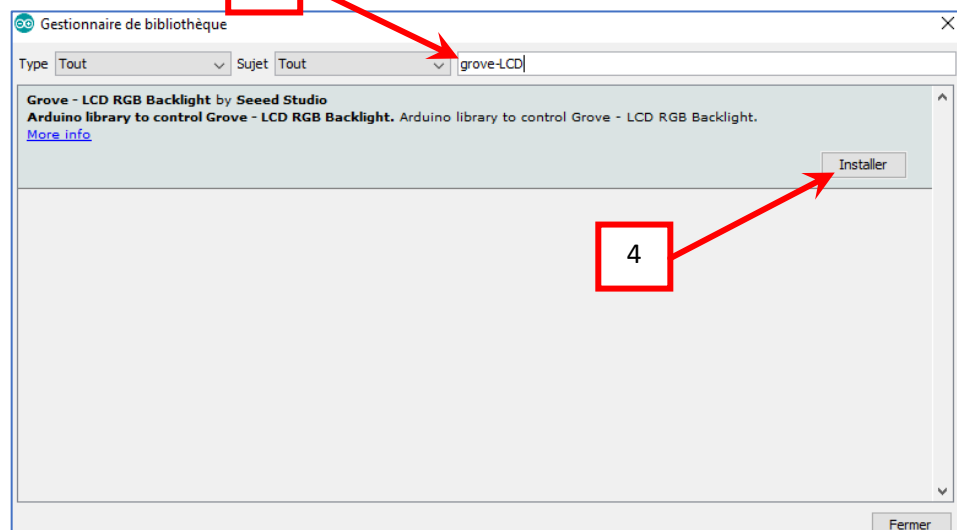 Gestionnaire de bibliothèque
Type Tout Sujet Tout grove-LCD
Grove - LCD RGB Backlight by Seeed Studio
Arduino library to control Grove - LCD RGB Backlight. Arduino library to control Grove - LCD RGB Backlight.
More info
Installer
4
Fermer